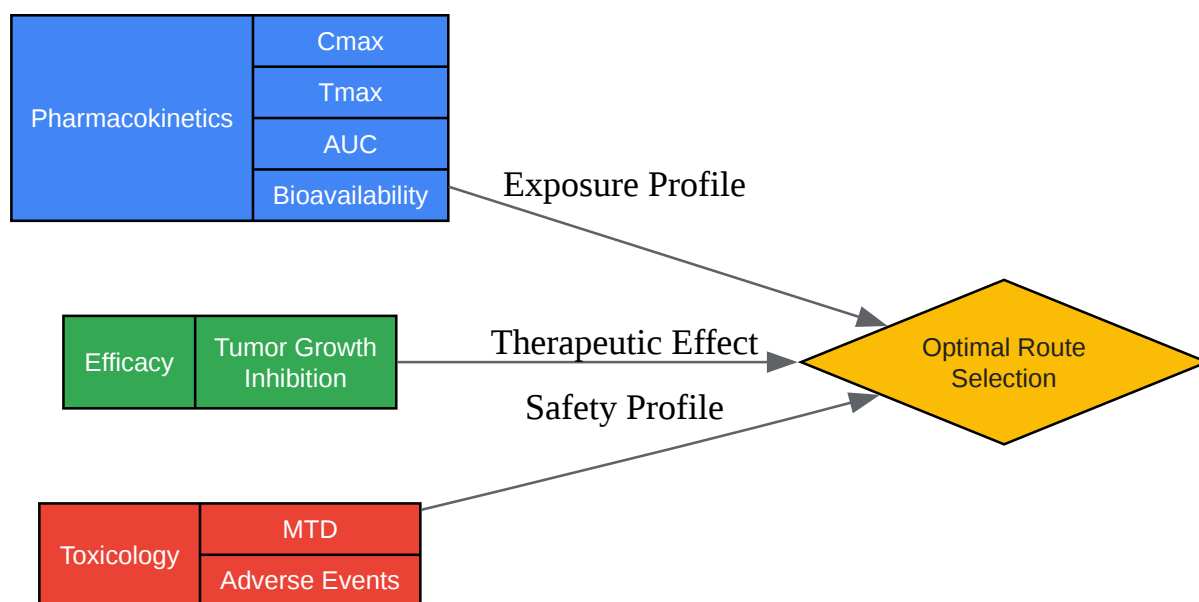 Pharmacokinetics
Cmax
Tmax
AUC
Bioavailability
Exposure Profile
Efficacy
Tumor Growth
Inhibition
Therapeutic Effect
Optimal Route
Selection
Safety Profile
Toxicology
MTD
Adverse Events